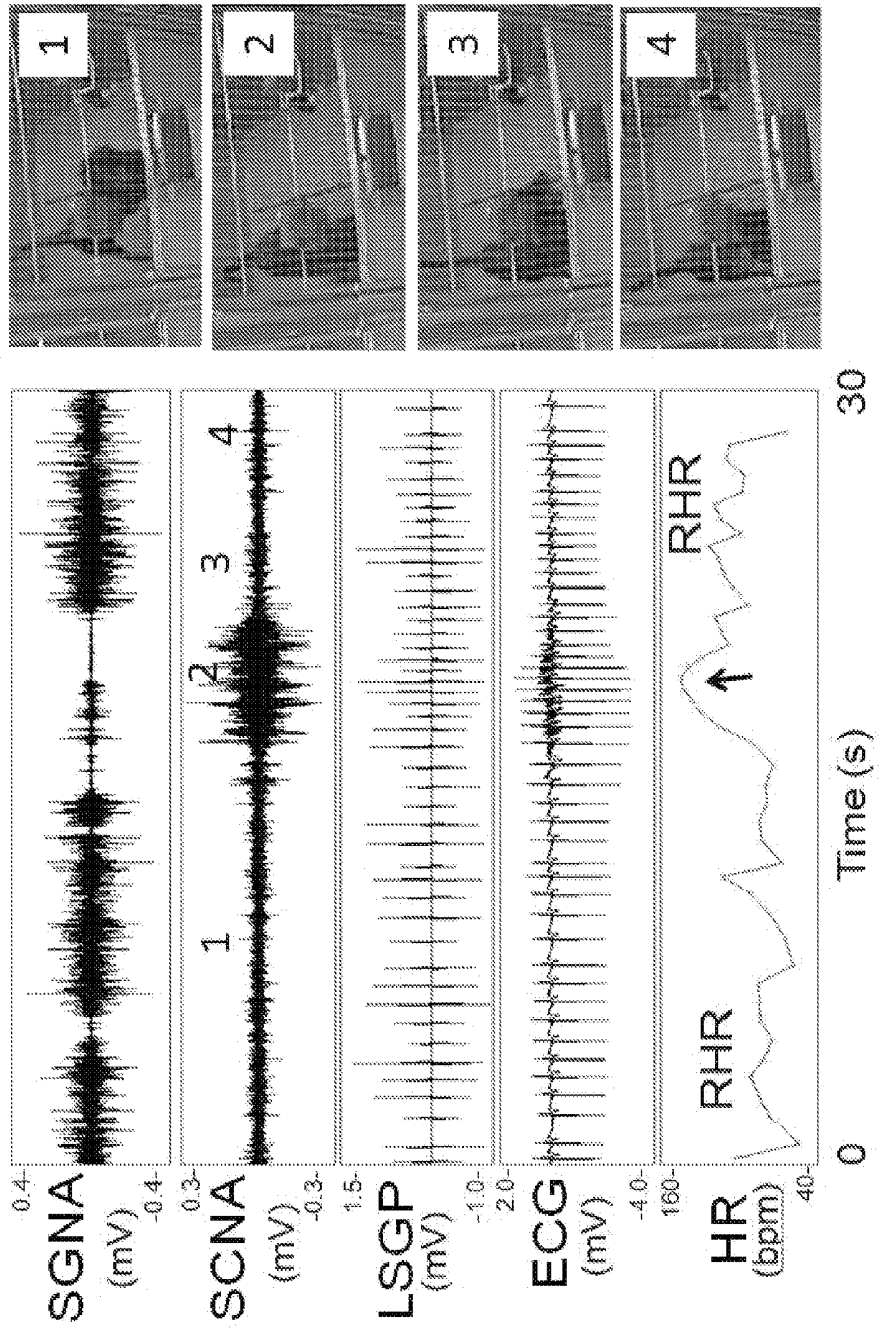 SGNA
(mV)
0.4-
-0.4-
SCNA
(mV)
0.3-
-0.3-
1
2
3
4
LSGP
(mV)
1.5-
-1.0-
ECG
(mV)
2.0-
-4.0-
HR
(bpm)
160-
40-
RHR
RHR
0
Time (s)
30
1
2
3
4